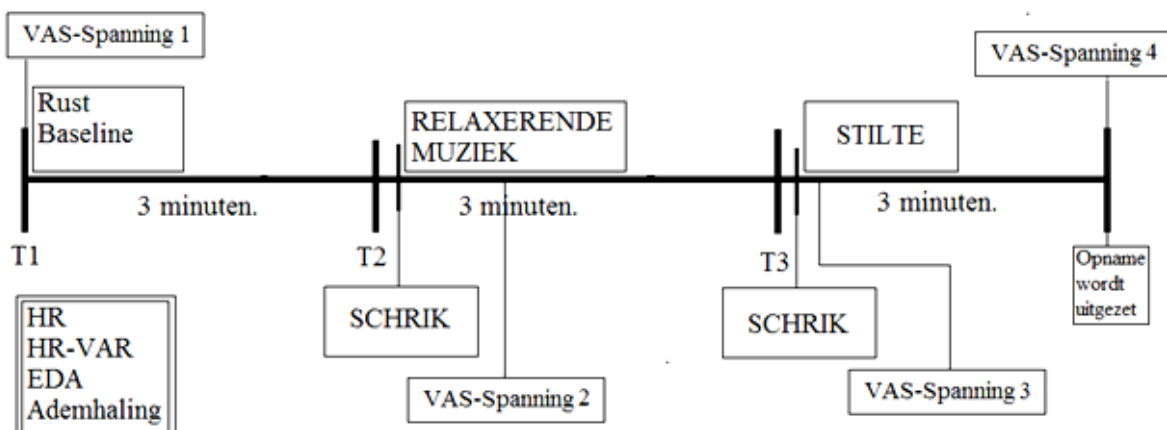 VAS-Spanning 1
VAS-Spanning 4
Rust
Baseline
RELAXERENDE
MUZIEK
STILTE
3 minuten.
3 minuten.
3 minuten.
T1
T2
T3
Opname
wordt
uitgezet
HR
HR-VAR
EDA
Ademhaling
SCHRIK
SCHRIK
VAS-Spanning 2
VAS-Spanning 3